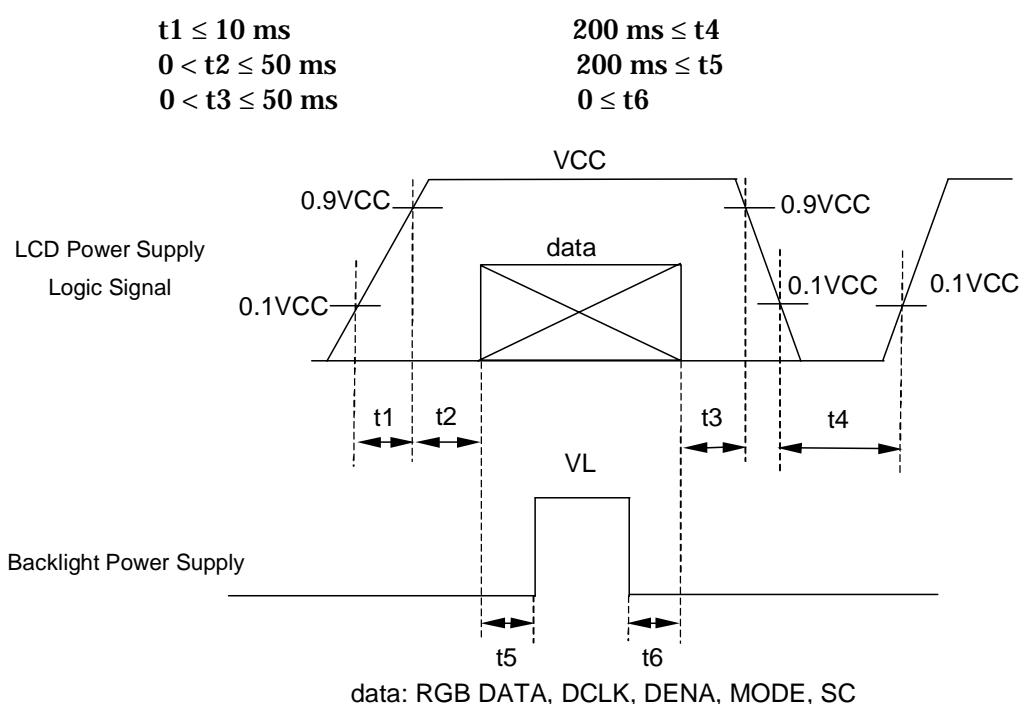 t1 ≤ 10 ms 200 ms ≤ t4
0 < t2 ≤ 50 ms 200 ms ≤ t5
0 < t3 ≤ 50 ms 0 ≤ t6
VCC
0.9VCC 0.9VCC
LCD Power Supply
Logic Signal
data
0.1VCC 0.1VCC 0.1VCC
t1 t2 t3 t4
VL
Backlight Power Supply
t5 t6
data: RGB DATA, DCLK, DENA, MODE, SC